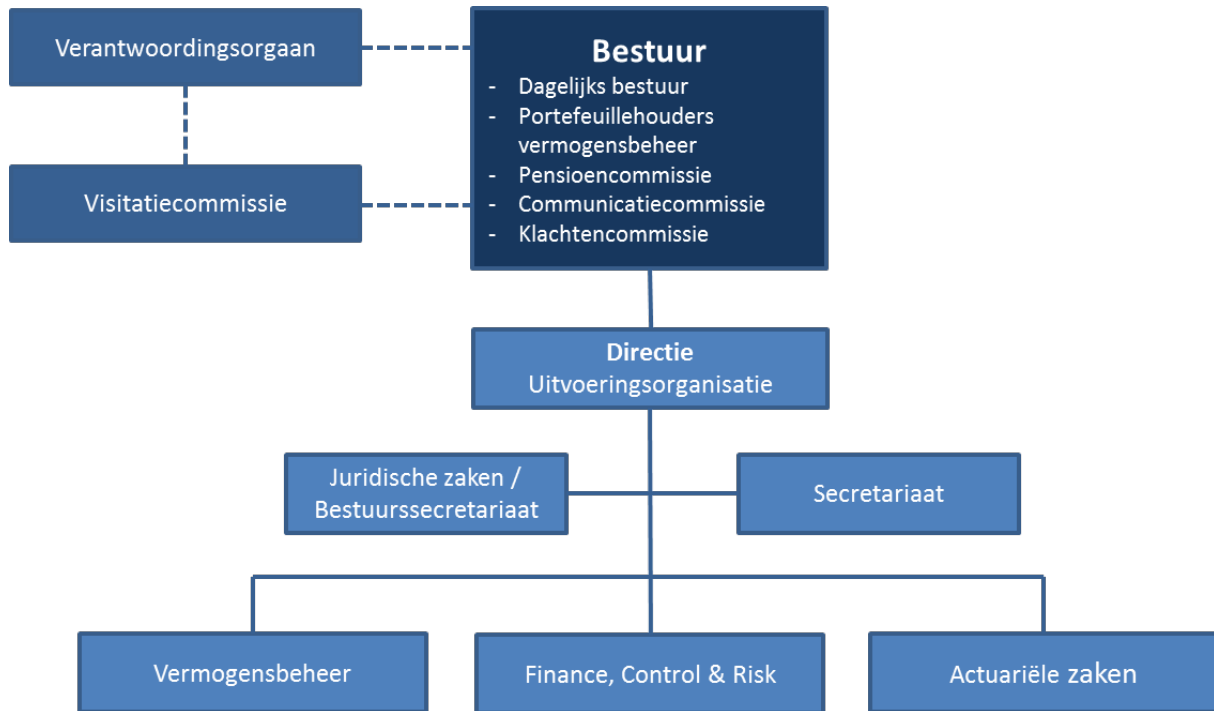 Verantwoordingsorgaan
Bestuur
- Dagelijks bestuur
- Portefeuillehouders
vermogensbeheer
- Pensioencommissie
- Communicatiecommissie
- Klachtencommissie
Visitatiecommissie
Directie
Uitvoeringsorganisatie
Juridische zaken /
Bestuurssecretariaat
Secretariaat
Vermogensbeheer
Finance, Control & Risk
Actuariële zaken